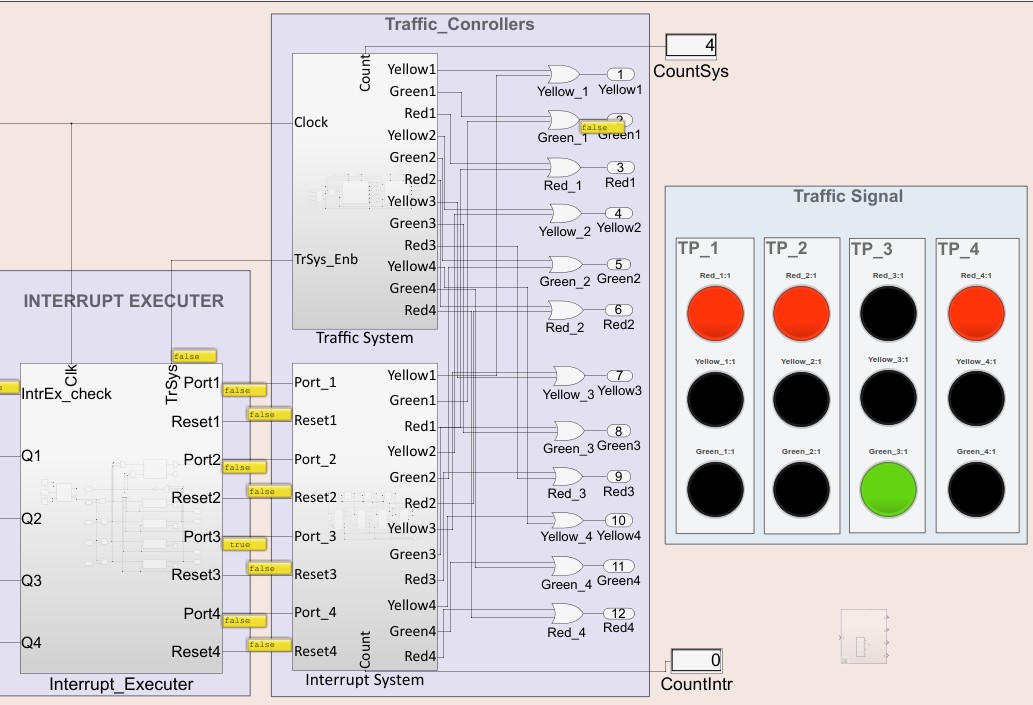 Traffic_Conrollers
Count
Yellow1
Green1
Red1
Yellow2
Green2
Red2
Yellow3
Green3
Red3
Yellow4
Green4
Red4
Clock
TrSys_Enb
Traffic System
4
CountSys
1
Yellow_1 Yellow1
2
false
Green_1 Green1
3
Red_1 Red1
4
Yellow_2 Yellow2
5
Green_2 Green2
6
Red_2 Red2
7
Yellow_3 Yellow3
8
Green_3 Green3
9
Red_3 Red3
10
Yellow_4 Yellow4
11
Green_4 Green4
12
Red_4 Red4
INTERRUPT EXECUTER
false
Clk
TrSys
IntrEx_check
Q1
Q2
Q3
Q4
Port1
false
Reset1
false
Port2
false
Reset2
false
Port3
true
Reset3
false
Port4
false
Reset4
false
Interrupt_Executer
Port_1
Reset1
Port_2
Reset2
Port_3
Reset3
Port_4
Reset4
Count
Yellow1
Green1
Red1
Yellow2
Green2
Red2
Yellow3
Green3
Red3
Yellow4
Green4
Red4
Interrupt System
0
CountIntr
Traffic Signal
TP_1 TP_2 TP_3 TP_4
Red_1:1 Red_2:1 Red_3:1 Red_4:1
Yellow_1:1 Yellow_2:1 Yellow_3:1 Yellow_4:1
Green_1:1 Green_2:1 Green_3:1 Green_4:1